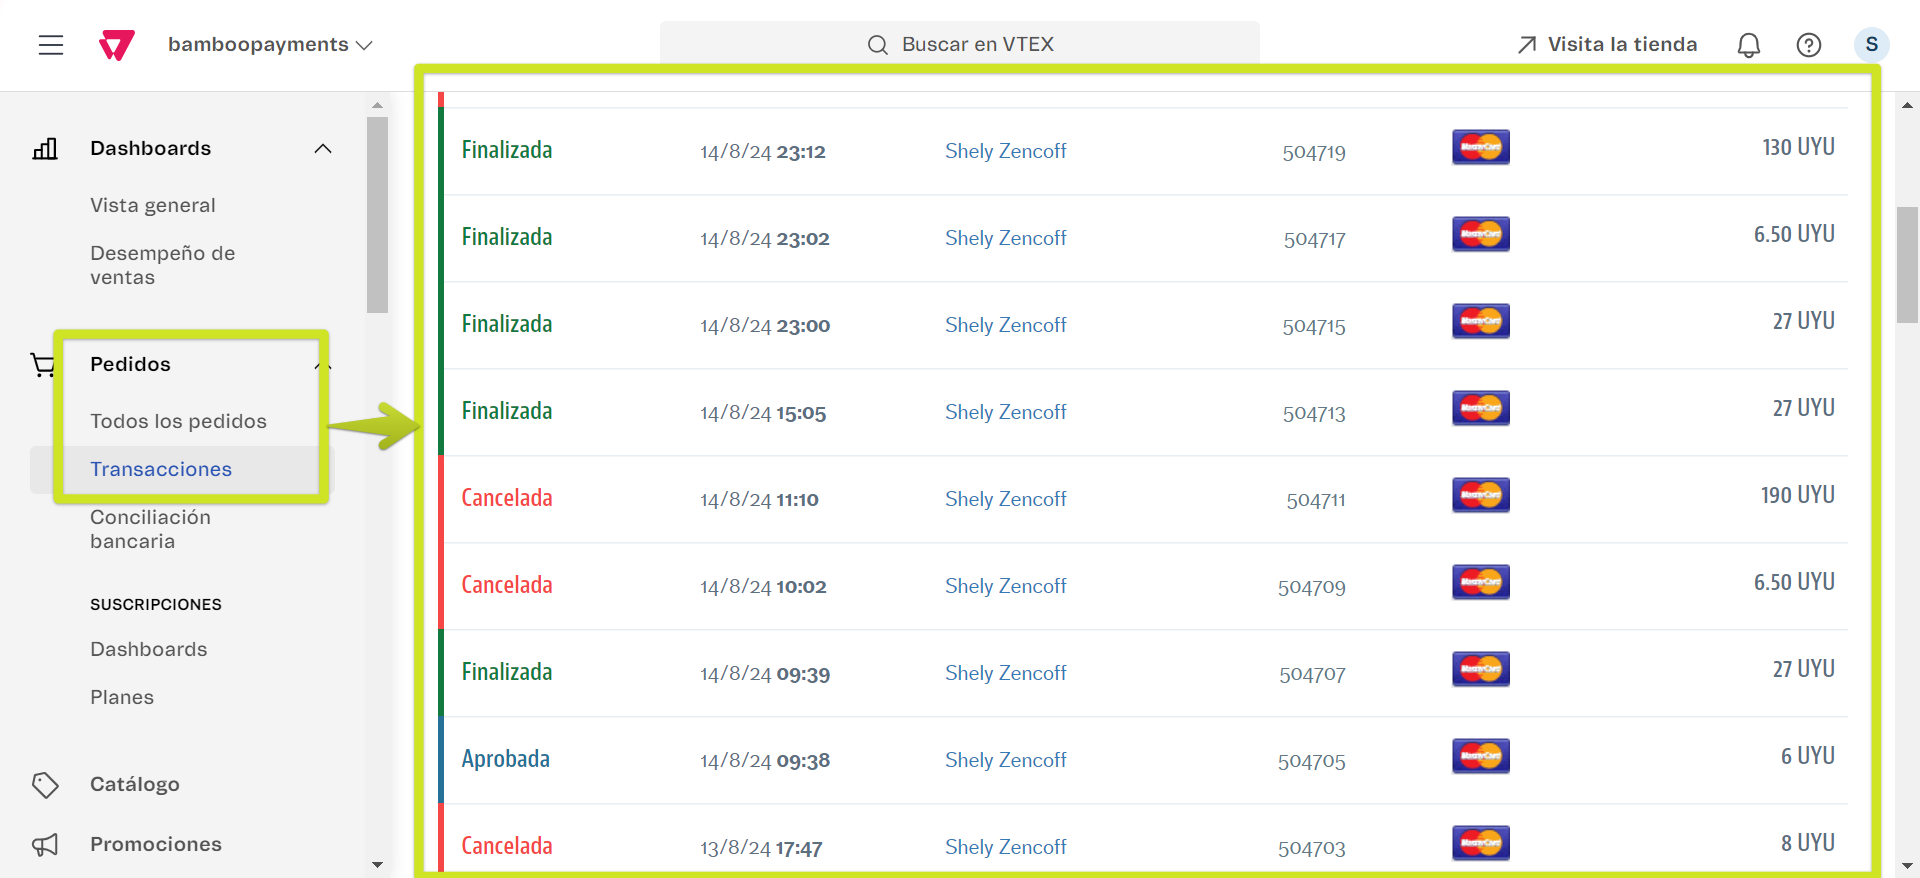 bamboopayments
Buscar en VTEX
Visita la tienda
S
Dashboards
Vista general
Desempeño de
ventas
Pedidos
Todos los pedidos
Transacciones
Conciliación
bancaria
SUSCRIPCIONES
Dashboards
Planes
Catálogo
Promociones
Finalizada 14/8/24 23:12 Shely Zencoff 504719 MasterCard 130 UYU
Finalizada 14/8/24 23:02 Shely Zencoff 504717 MasterCard 6.50 UYU
Finalizada 14/8/24 23:00 Shely Zencoff 504715 MasterCard 27 UYU
Finalizada 14/8/24 15:05 Shely Zencoff 504713 MasterCard 27 UYU
Cancelada 14/8/24 11:10 Shely Zencoff 504711 MasterCard 190 UYU
Cancelada 14/8/24 10:02 Shely Zencoff 504709 MasterCard 6.50 UYU
Finalizada 14/8/24 09:39 Shely Zencoff 504707 MasterCard 27 UYU
Aprobada 14/8/24 09:38 Shely Zencoff 504705 MasterCard 6 UYU
Cancelada 13/8/24 17:47 Shely Zencoff 504703 MasterCard 8 UYU